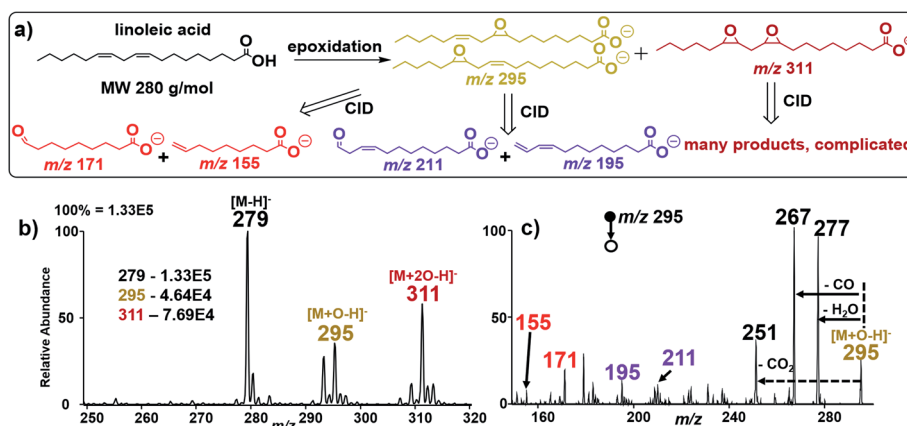 a)
linoleic acid
O
OH
MW 280 g/mol
epoxidation
O
O
O
m/z 295
+
O
O
O
m/z 311
CID
CID
CID
O
O
O
m/z 171
+
O
O
m/z 155
O
O
O
m/z 211
+
O
O
m/z 195
many products, complicated
b)
100% = 1.33E5
[M-H]-
279
279 - 1.33E5
295 - 4.64E4
311 – 7.69E4
[M+O-H]-
295
[M+2O-H]-
311
Relative Abundance
100
50
0
250 260 270 280 290 300 310 320
m/z
c)
m/z 295
100
50
0
155
171
195
211
251
267
277
- CO
- H2O
[M+O-H]-
295
- CO2
160 200 240 280
m/z